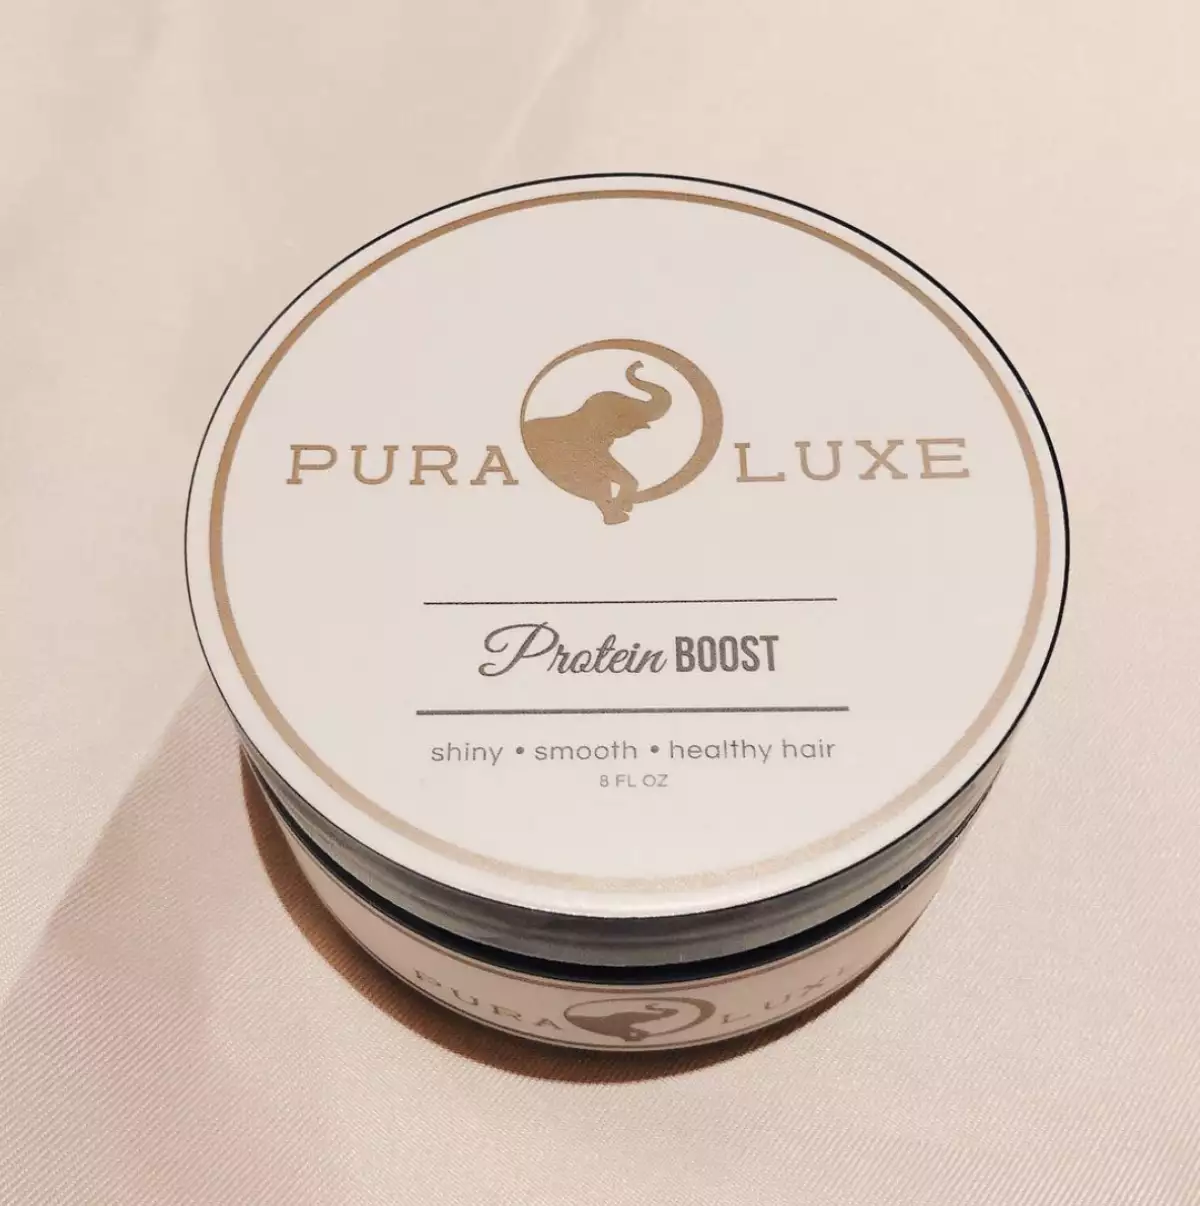 PURA LUXE
Protein BOOST
shiny • smooth • healthy hair
8 FL OZ
PURA LUXE